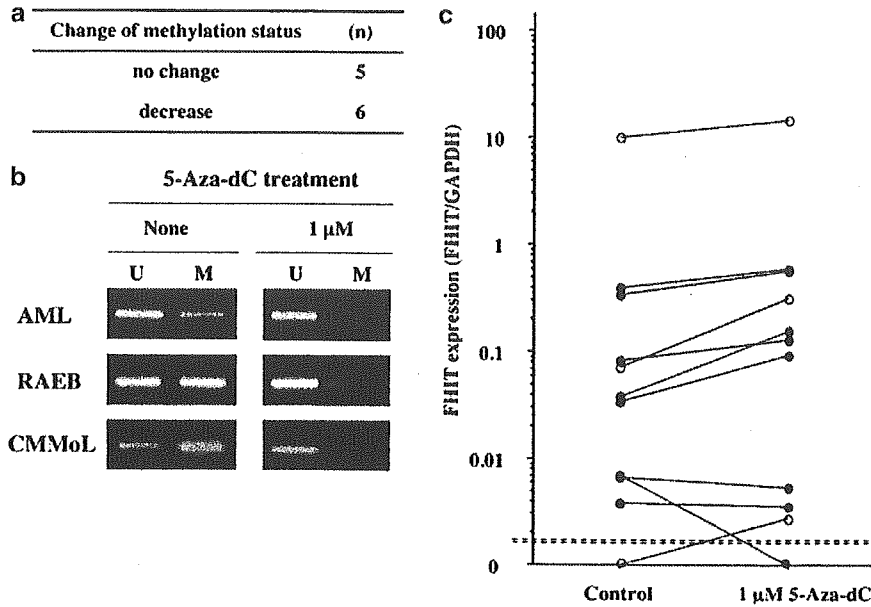 a
Change of methylation status (n)
no change 5
decrease 6
b
5-Aza-dC treatment
None 1 μM
U M U M
AML
RAEB
CMMoL
c
FHIT expression (FHIT/GAPDH)
100
10
1
0.1
0.01
0
Control 1 μM 5-Aza-dC